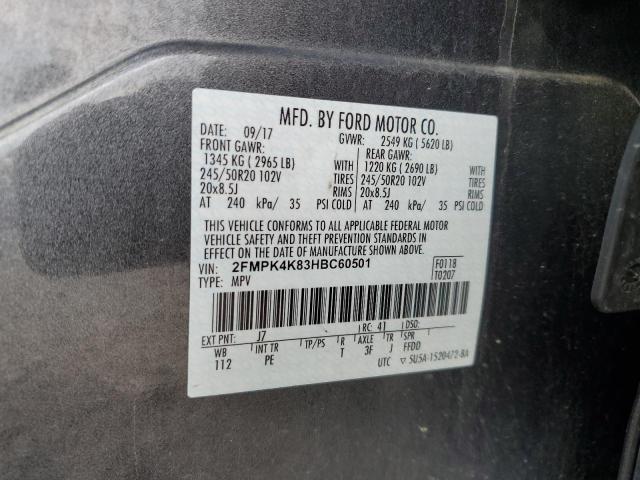 MFD. BY FORD MOTOR CO.
DATE: 09/17 GVWR: 2549 KG ( 5620 LB)
FRONT GAWR: REAR GAWR:
1345 KG ( 2965 LB) WITH 1220 KG ( 2690 LB) WITH
245/50R20 102V TIRES 245/50R20 102V TIRES
20x8.5J RIMS 20x8.5J RIMS
AT 240 kPa/ 35 PSI COLD AT 240 kPa/ 35 PSI COLD
THIS VEHICLE CONFORMS TO ALL APPLICABLE FEDERAL MOTOR
VEHICLE SAFETY AND THEFT PREVENTION STANDARDS IN
EFFECT ON THE DATE OF MANUFACTURE SHOWN ABOVE.
VIN: 2FMPK4K83HBC60501 F0118
TYPE: MPV T0207
EXT PNT: J7 RC: 41 DSO:
WB INT TR TP/PS R AXLE TR SPR
112 PE T 3F J FFDD
UTC ▽ 5U5A-1520472-BA